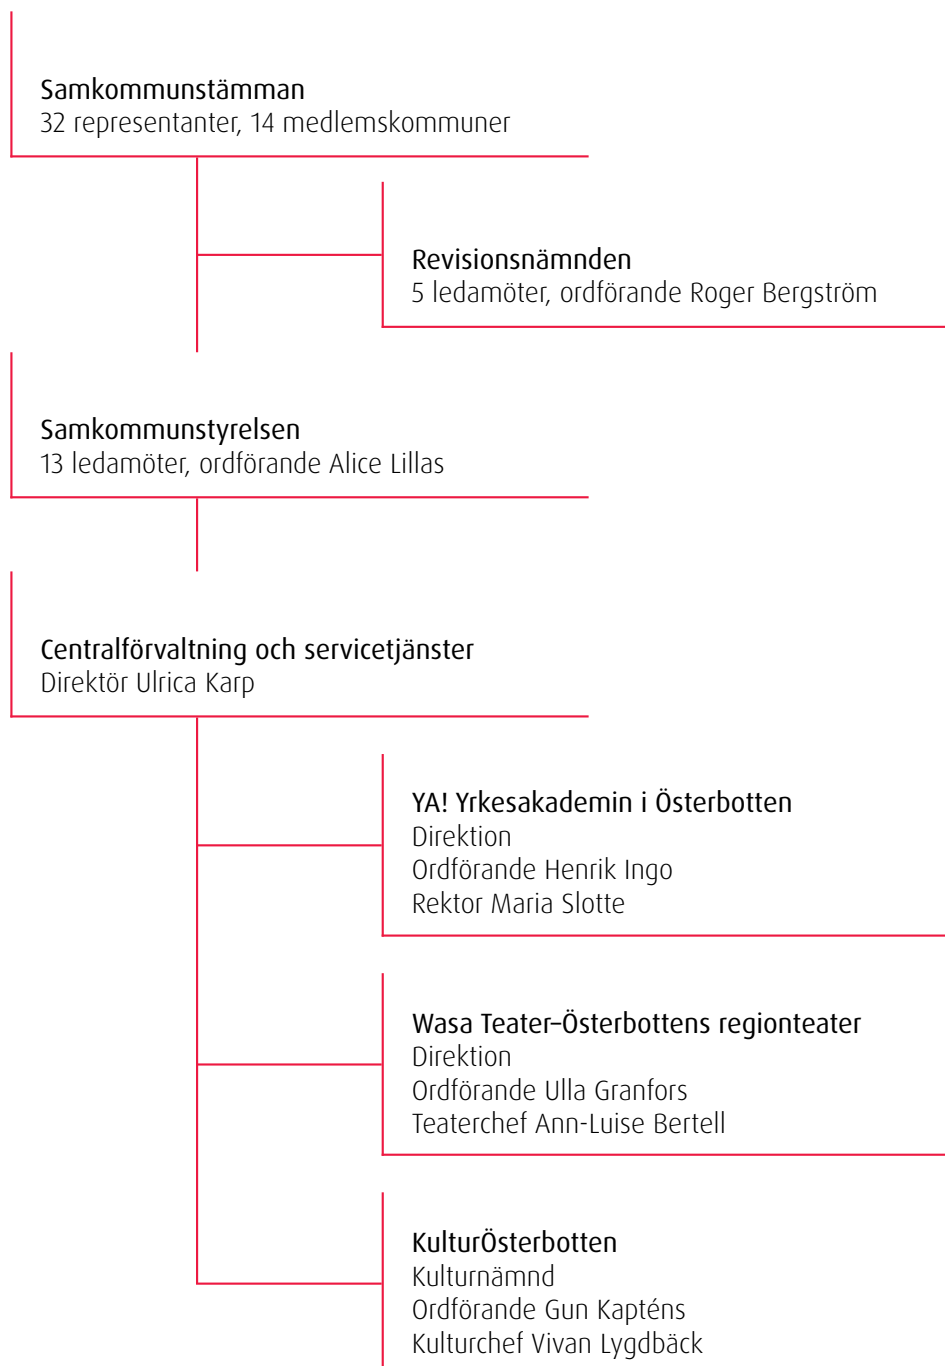 Samkommunstämman
32 representanter, 14 medlemskommuner
Revisionsnämnden
5 ledamöter, ordförande Roger Bergström
Samkommunstyrelsen
13 ledamöter, ordförande Alice Lillas
Centralförvaltning och servicetjänster
Direktör Ulrica Karp
YA! Yrkesakademin i Österbotten
Direktion
Ordförande Henrik Ingo
Rektor Maria Slotte
Wasa Teater–Österbottens regionteater
Direktion
Ordförande Ulla Granfors
Teaterchef Ann-Luise Bertell
KulturÖsterbotten
Kulturnämnd
Ordförande Gun Kapténs
Kulturchef Vivan Lygdbäck